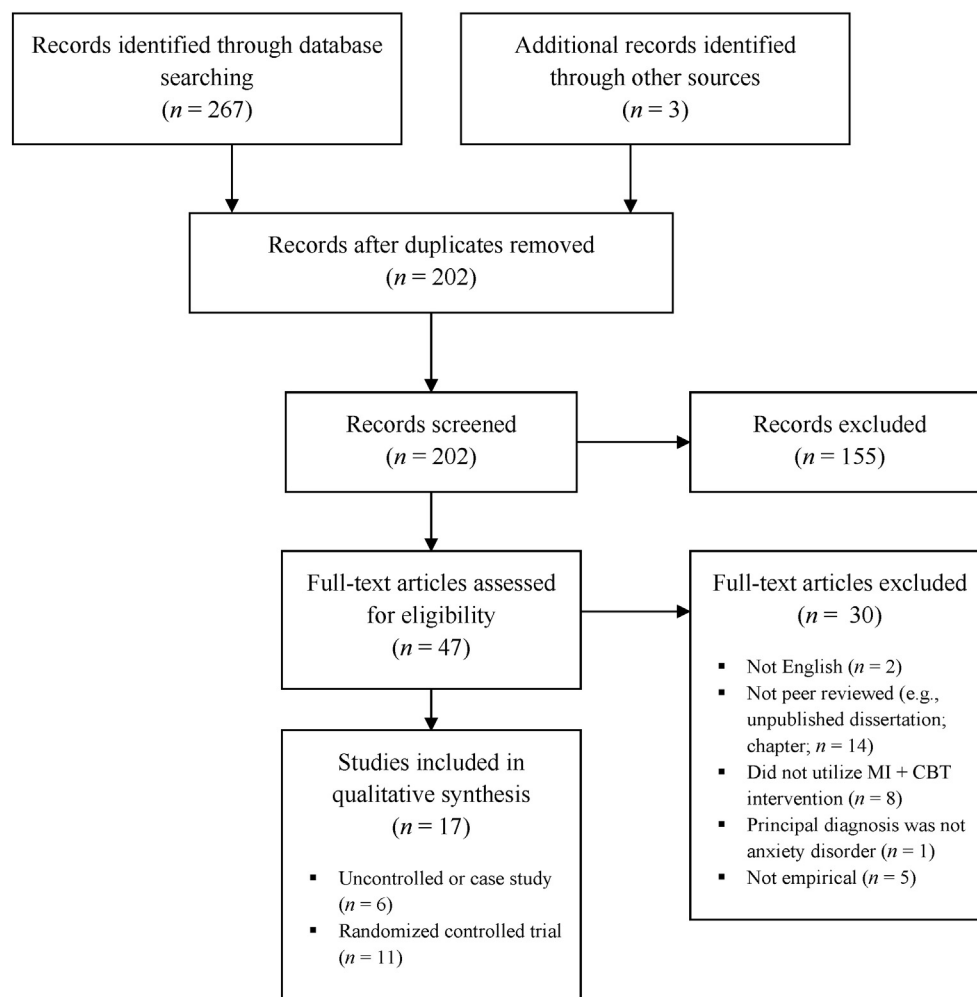 Records identified through database
searching
(n = 267)
Additional records identified
through other sources
(n = 3)
Records after duplicates removed
(n = 202)
Records screened
(n = 202)
Records excluded
(n = 155)
Full-text articles assessed
for eligibility
(n = 47)
Full-text articles excluded
(n = 30)
▪ Not English (n = 2)
▪ Not peer reviewed (e.g.,
unpublished dissertation;
chapter; n = 14)
▪ Did not utilize MI + CBT
intervention (n = 8)
▪ Principal diagnosis was not
anxiety disorder (n = 1)
▪ Not empirical (n = 5)
Studies included in
qualitative synthesis
(n = 17)
▪ Uncontrolled or case study
(n = 6)
▪ Randomized controlled trial
(n = 11)